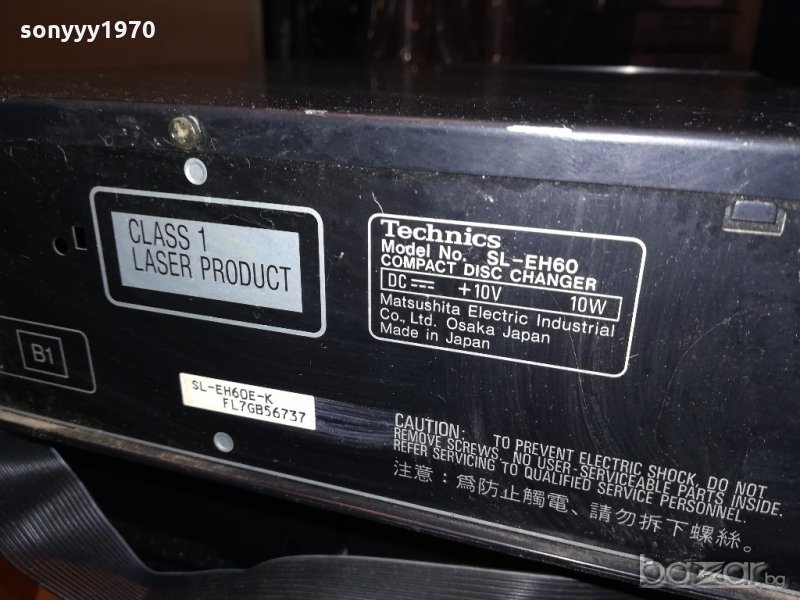 sonyyy1970
CLASS 1
LASER PRODUCT
Technics
Model No. SL-EH60
COMPACT DISC CHANGER
DC +10V 10W
Matsushita Electric Industrial
Co., Ltd. Osaka Japan
Made in Japan
B1
SL-EH60E-K
FL7GB56737
CAUTION: TO PREVENT ELECTRIC SHOCK, DO NOT
REMOVE SCREWS. NO USER-SERVICEABLE PARTS INSIDE.
REFER SERVICING TO QUALIFIED SERVICE PERSONNEL.
注意：為防止觸電、請勿拆下螺絲。
bazar.bg